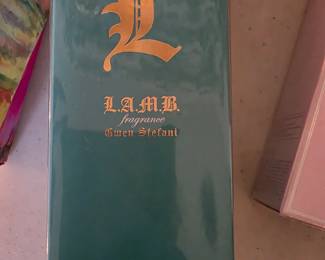 L
L.A.M.B.
fragrance
Gwen Stefani